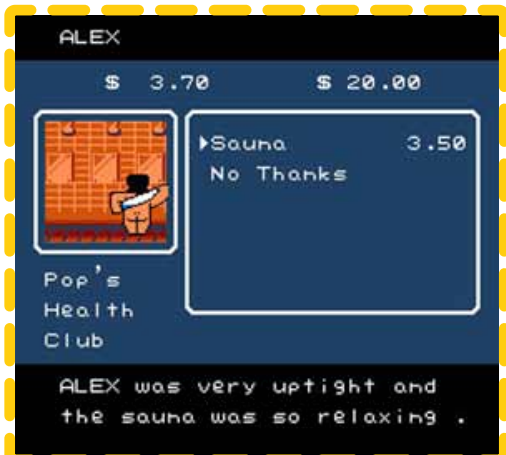 ALEX
$ 3.70 $ 20.00
▶Sauna 3.50
No Thanks
Pop's
Health
Club
ALEX was very uptight and
the sauna was so relaxing .